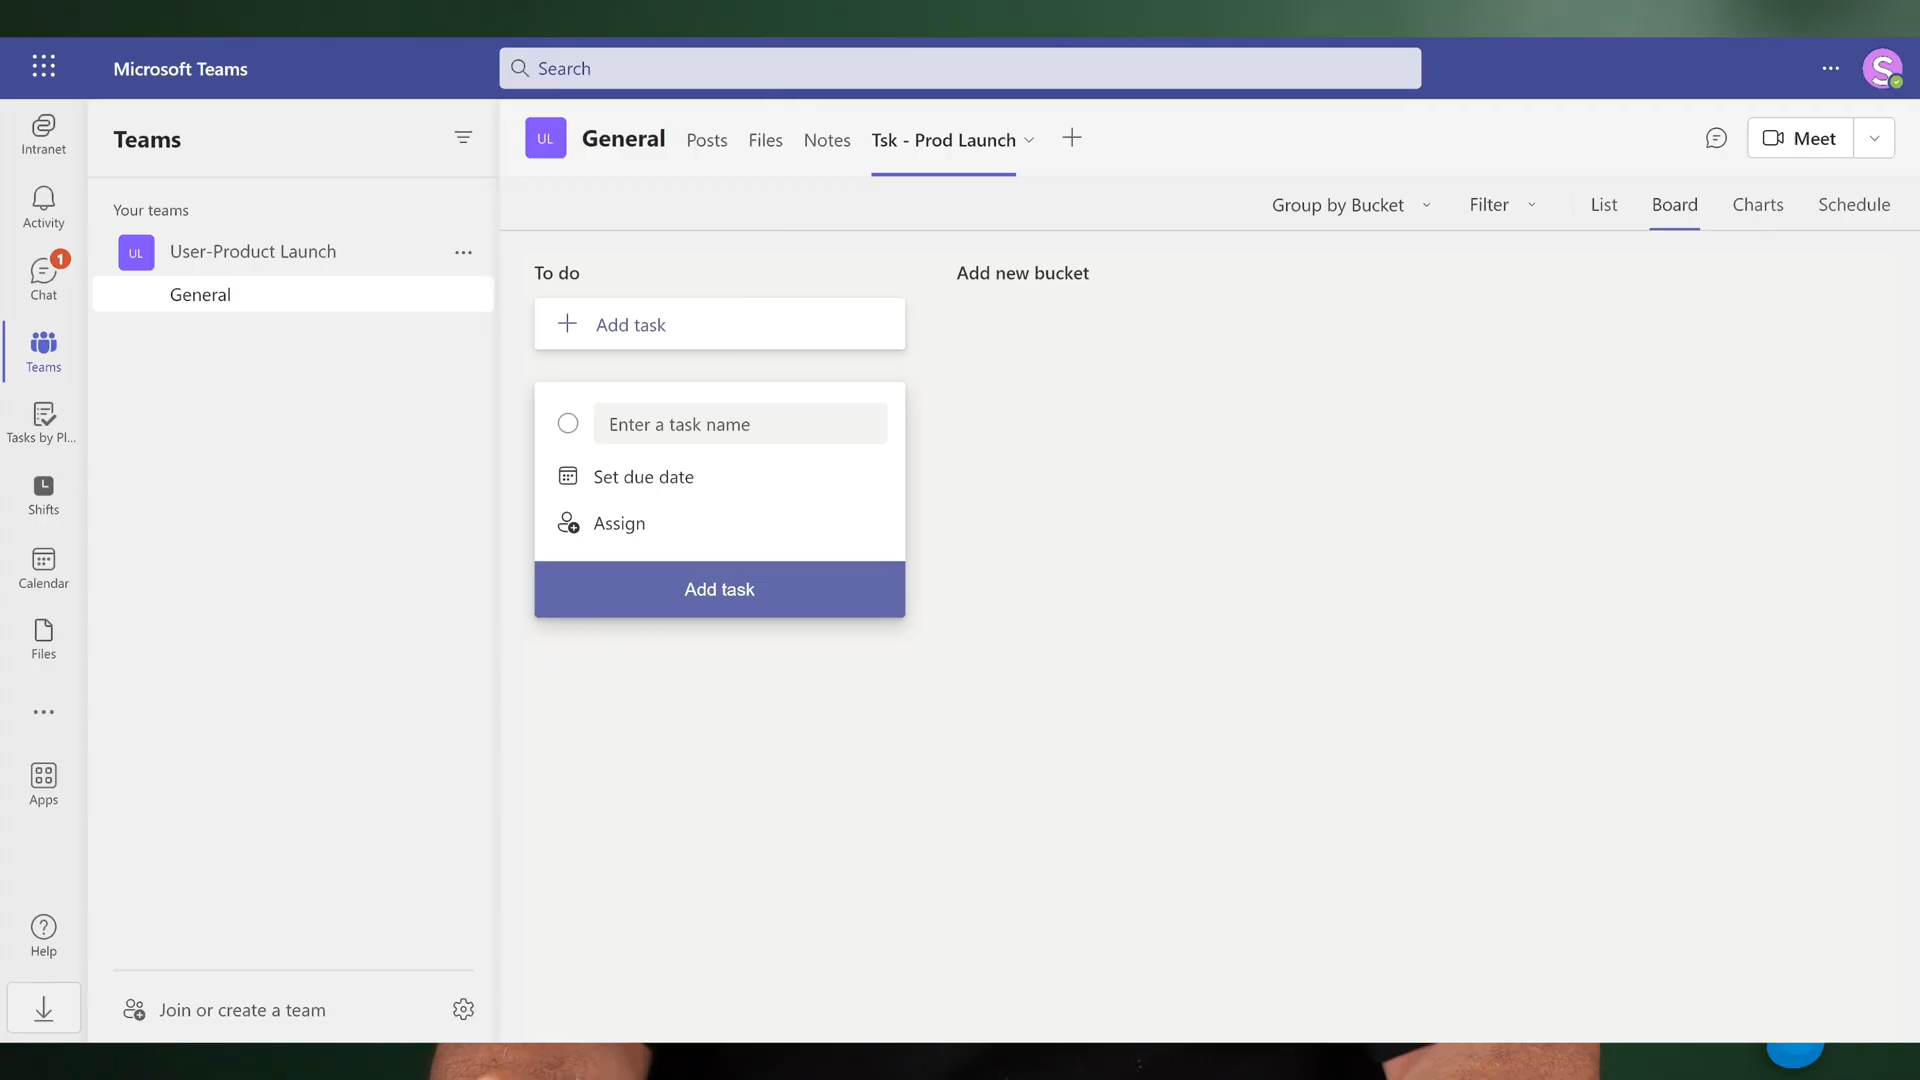 Microsoft Teams
Search
S
Intranet
Activity
1
Chat
Teams
Tasks by Pl...
Shifts
Calendar
Files
Apps
Help
Teams
Your teams
UL
User-Product Launch
General
Join or create a team
UL
General
Posts
Files
Notes
Tsk - Prod Launch
Meet
Group by Bucket
Filter
List
Board
Charts
Schedule
To do
Add new bucket
Add task
Enter a task name
Set due date
Assign
Add task